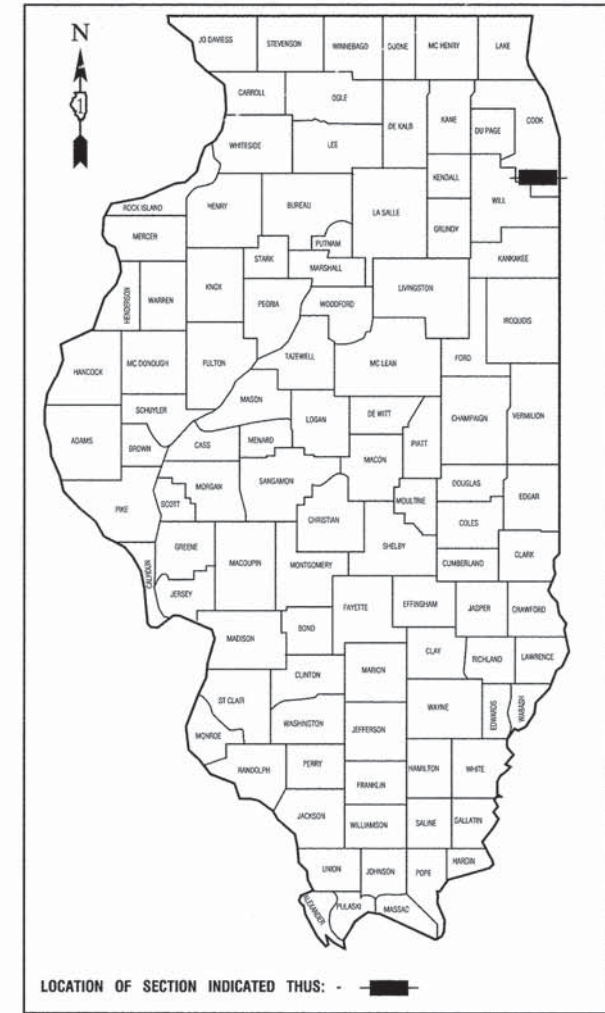 JO DAVIESS
STEVENSON
WINNEBAGO
MC HENRY
LAKE
N
CARROLL
OGLE
DE KALB
KANE
COOK
DU PAGE
1
WHITESIDE
LEE
KENDALL
WILL
ROCK ISLAND
HENRY
BUREAU
LA SALLE
GRUNDY
MERCER
PUTNAM
KANKAKEE
STARK
MARSHALL
HENDERSON
WARREN
KNOX
PEORIA
WOODFORD
LIVINGSTON
IROQUOIS
HANCOCK
MC DONOUGH
FULTON
TAZEWELL
MC LEAN
FORD
MASON
SCHUYLER
LOGAN
DE WITT
CHAMPAIGN
VERMILION
ADAMS
BROWN
CASS
MENARD
PIATT
MACON
PIKE
SCOTT
MORGAN
SANGAMON
DOUGLAS
EDGAR
MOULTRIE
CHRISTIAN
COLES
GREENE
SHELBY
CALHOUN
MACOUPIN
MONTGOMERY
CUMBERLAND
CLARK
JERSEY
FAYETTE
EFFINGHAM
JASPER
CRAWFORD
MADISON
BOND
CLAY
RICHLAND
LAWRENCE
MARION
CLINTON
ST CLAIR
WAYNE
EDWARDS
WABASH
WASHINGTON
JEFFERSON
MONROE
PERRY
RANDOLPH
HAMILTON
WHITE
FRANKLIN
JACKSON
WILLIAMSON
SALINE
GALLATIN
UNION
JOHNSON
POPE
HARDIN
ALEXANDER
PULASKI
MASSAC
LOCATION OF SECTION INDICATED THUS: -